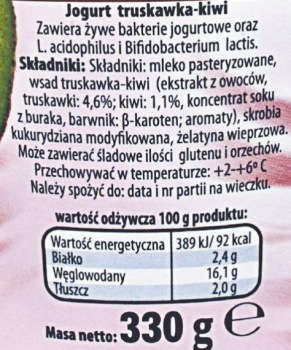 Jogurt truskawka-kiwi
Zawiera żywe bakterie jogurtowe oraz
L. acidophilus i Bifidobacterium lactis.
Składniki: Składniki: mleko pasteryzowane,
wsad truskawka-kiwi (ekstrakt z owoców,
truskawki: 4,6%; kiwi: 1,1%, koncentrat soku
z buraka, barwnik: β-karoten; aromaty), skrobia
kukurydziana modyfikowana, żelatyna wieprzowa.
Może zawierać śladowe ilości glutenu i orzechów.
Przechowywać w temperaturze: +2-+6° C
Należy spożyć do: data i nr partii na wieczku.
wartość odżywcza 100 g produktu:
Wartość energetyczna 389 kJ/ 92 kcal
Białko 2,4 g
Węglowodany 16,1 g
Tłuszcz 2,0 g
Masa netto: 330 g ℮